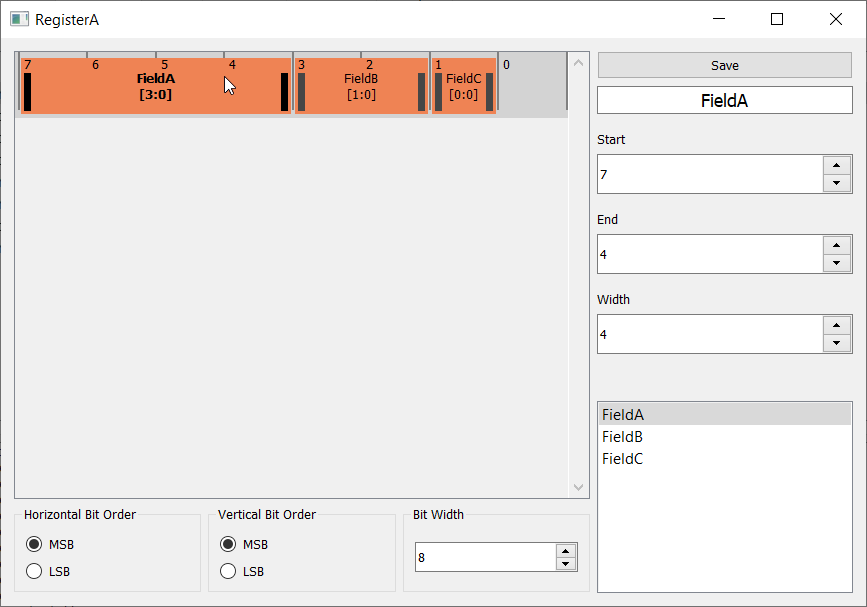 RegisterA
7 6 5 4 3 2 1 0
FieldA FieldB FieldC
[3:0] [1:0] [0:0]
Save
FieldA
Start
7
End
4
Width
4
FieldA
FieldB
FieldC
Horizontal Bit Order
MSB
LSB
Vertical Bit Order
MSB
LSB
Bit Width
8